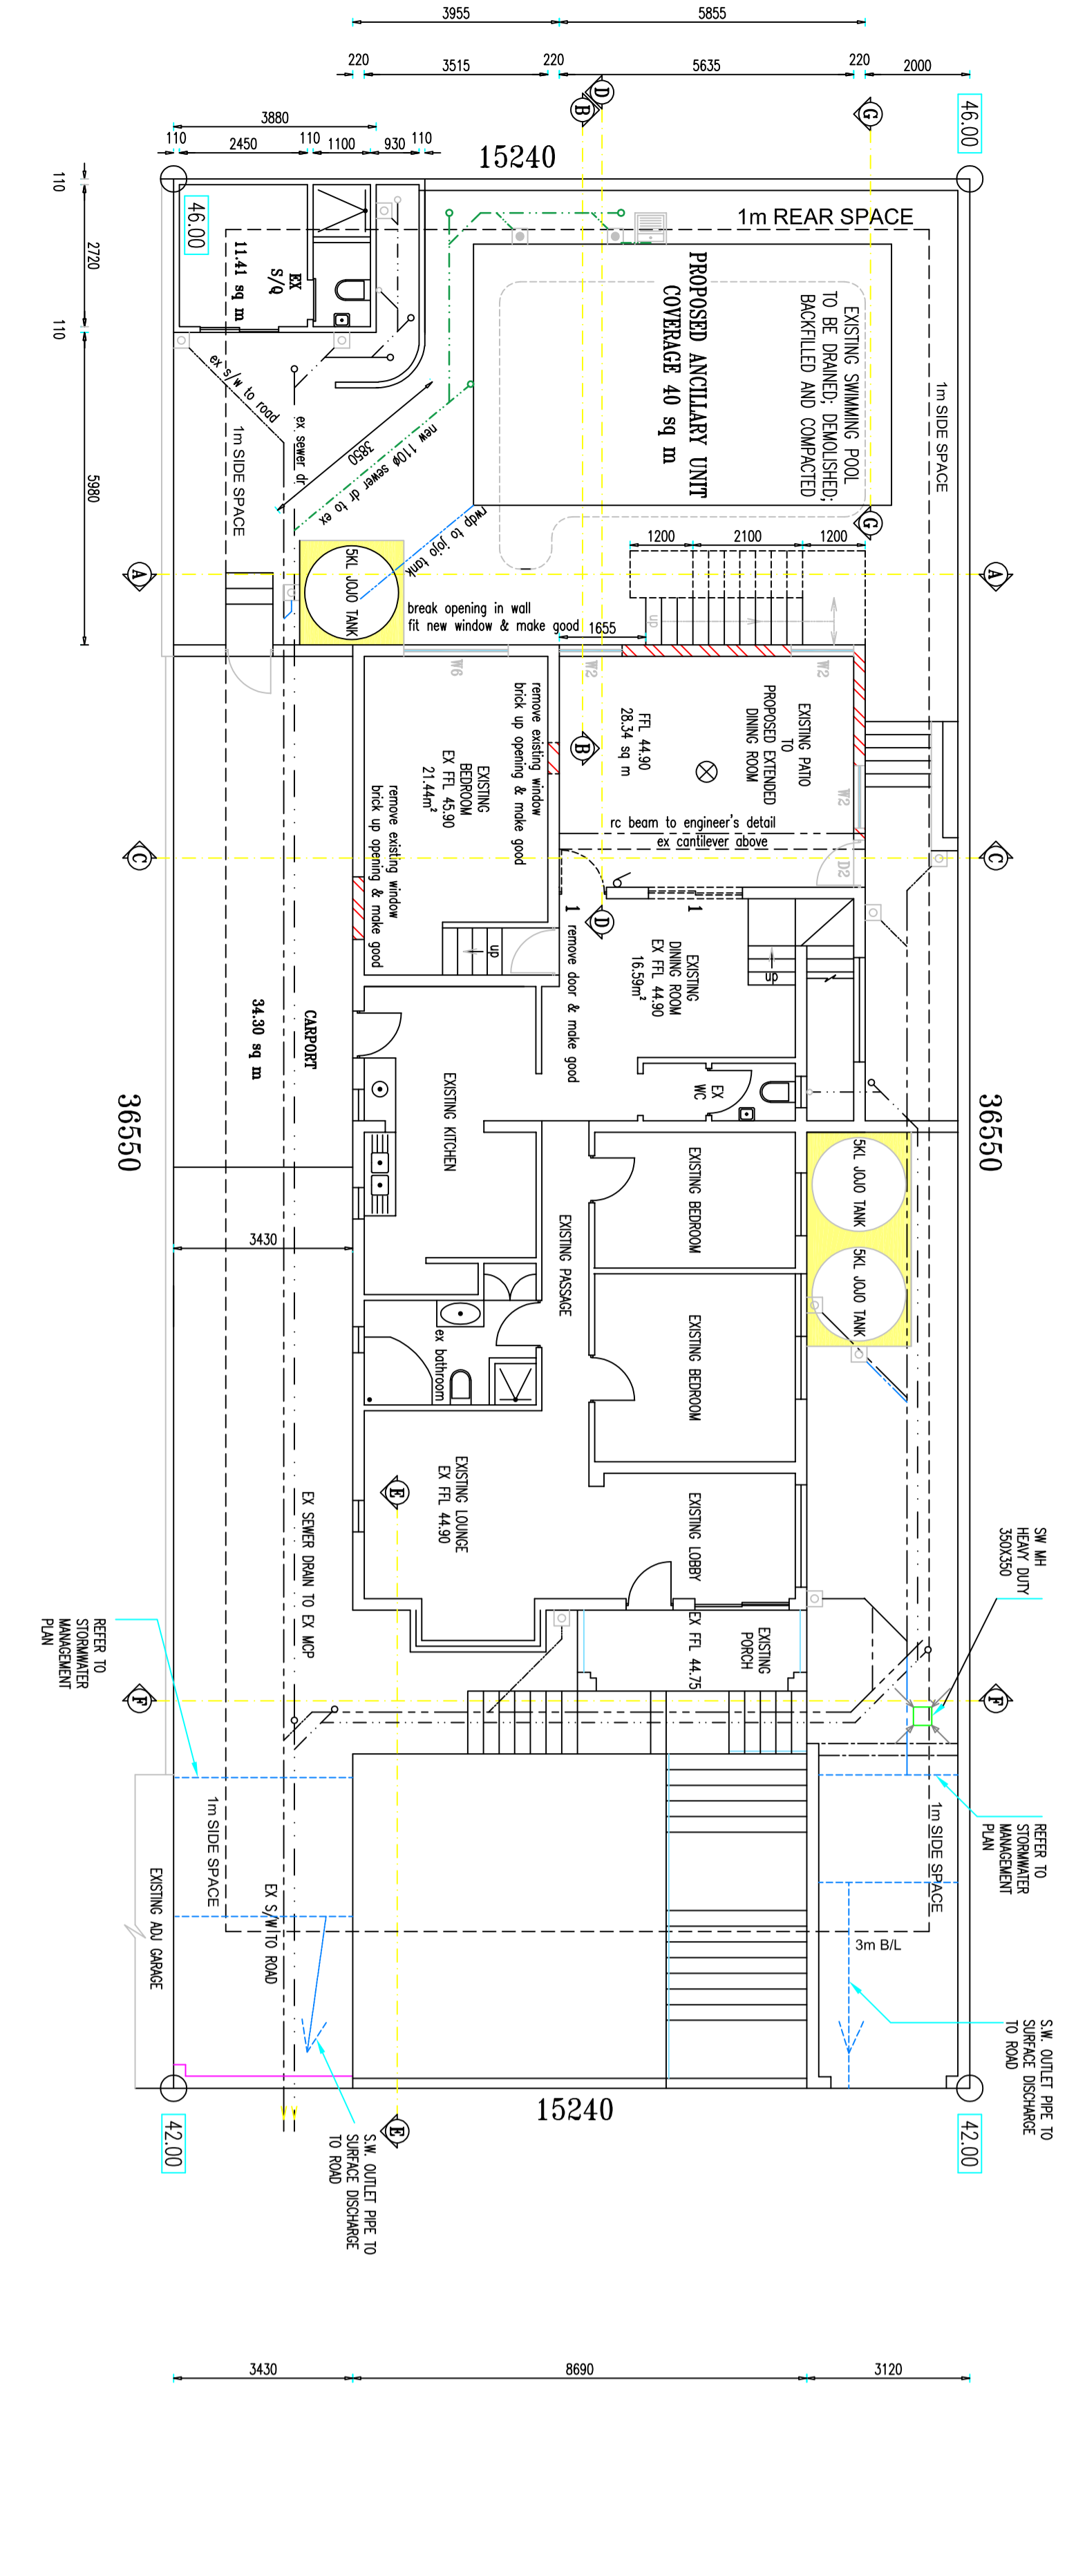 3955
5855
220
3515
220
5635
220
2000
46.00
D
B
G
3880
110
2450
110
1100
930
110
15240
110
2720
110
5980
46.00
11.41 sq m
EX
S/Q
1m REAR SPACE
PROPOSED ANCILLARY UNIT
COVERAGE 40 sq m
EXISTING SWIMMING POOL
TO BE DRAINED; DEMOLISHED;
BACKFILLED AND COMPACTED
1m SIDE SPACE
ex s/w to road
1m SIDE SPACE
ex sewer dr
3850
new 110ø sewer dr to ex
rwdp to jojo tank
G
1200
2100
1200
A
A
5KL JOJO TANK
break opening in wall
fit new window & make good
1655
up
W6
W2
W2
remove existing window
brick up opening & make good
EXISTING
BEDROOM
EX FFL 45.90
21.44m²
remove existing window
brick up opening & make good
B
FFL 44.90
28.34 sq m
EXISTING PATIO
TO
PROPOSED EXTENDED
DINING ROOM
W2
rc beam to engineer's detail
ex cantilever above
D2
C
C
D
1
1 remove door & make good
up
EXISTING
DINING ROOM
EX FFL 44.90
16.59m²
up
CARPORT
34.30 sq m
36550
36550
EXISTING KITCHEN
EX
WC
EXISTING BEDROOM
5KL JOJO TANK
5KL JOJO TANK
EXISTING PASSAGE
3430
ex bathroom
EXISTING BEDROOM
EXISTING LOUNGE
EX FFL 44.90
E
EXISTING LOBBY
EX SEWER DRAIN TO EX MCP
SW MH
HEAVY DUTY
350X350
EXISTING
PORCH
EX FFL 44.75
REFER TO
STORMWATER
MANAGEMENT
PLAN
F
F
1m SIDE SPACE
1m SIDE SPACE
REFER TO
STORMWATER
MANAGEMENT
PLAN
EXISTING ADJ GARAGE
EX S/W TO ROAD
3m B/L
S.W. OUTLET PIPE TO
SURFACE DISCHARGE
TO ROAD
15240
42.00
42.00
E
S.W. OUTLET PIPE TO
SURFACE DISCHARGE
TO ROAD
3430
8690
3120